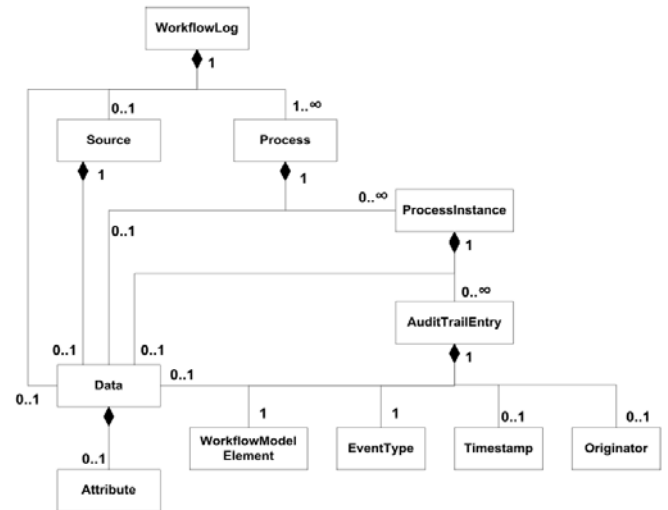 WorkflowLog
1
0..1
1..∞
Source
Process
1
1
0..∞
ProcessInstance
0..1
1
0..∞
AuditTrailEntry
0..1
0..1
0..1
1
Data
0..1
1
1
0..1
0..1
0..1
WorkflowModel
Element
EventType
Timestamp
Originator
Attribute